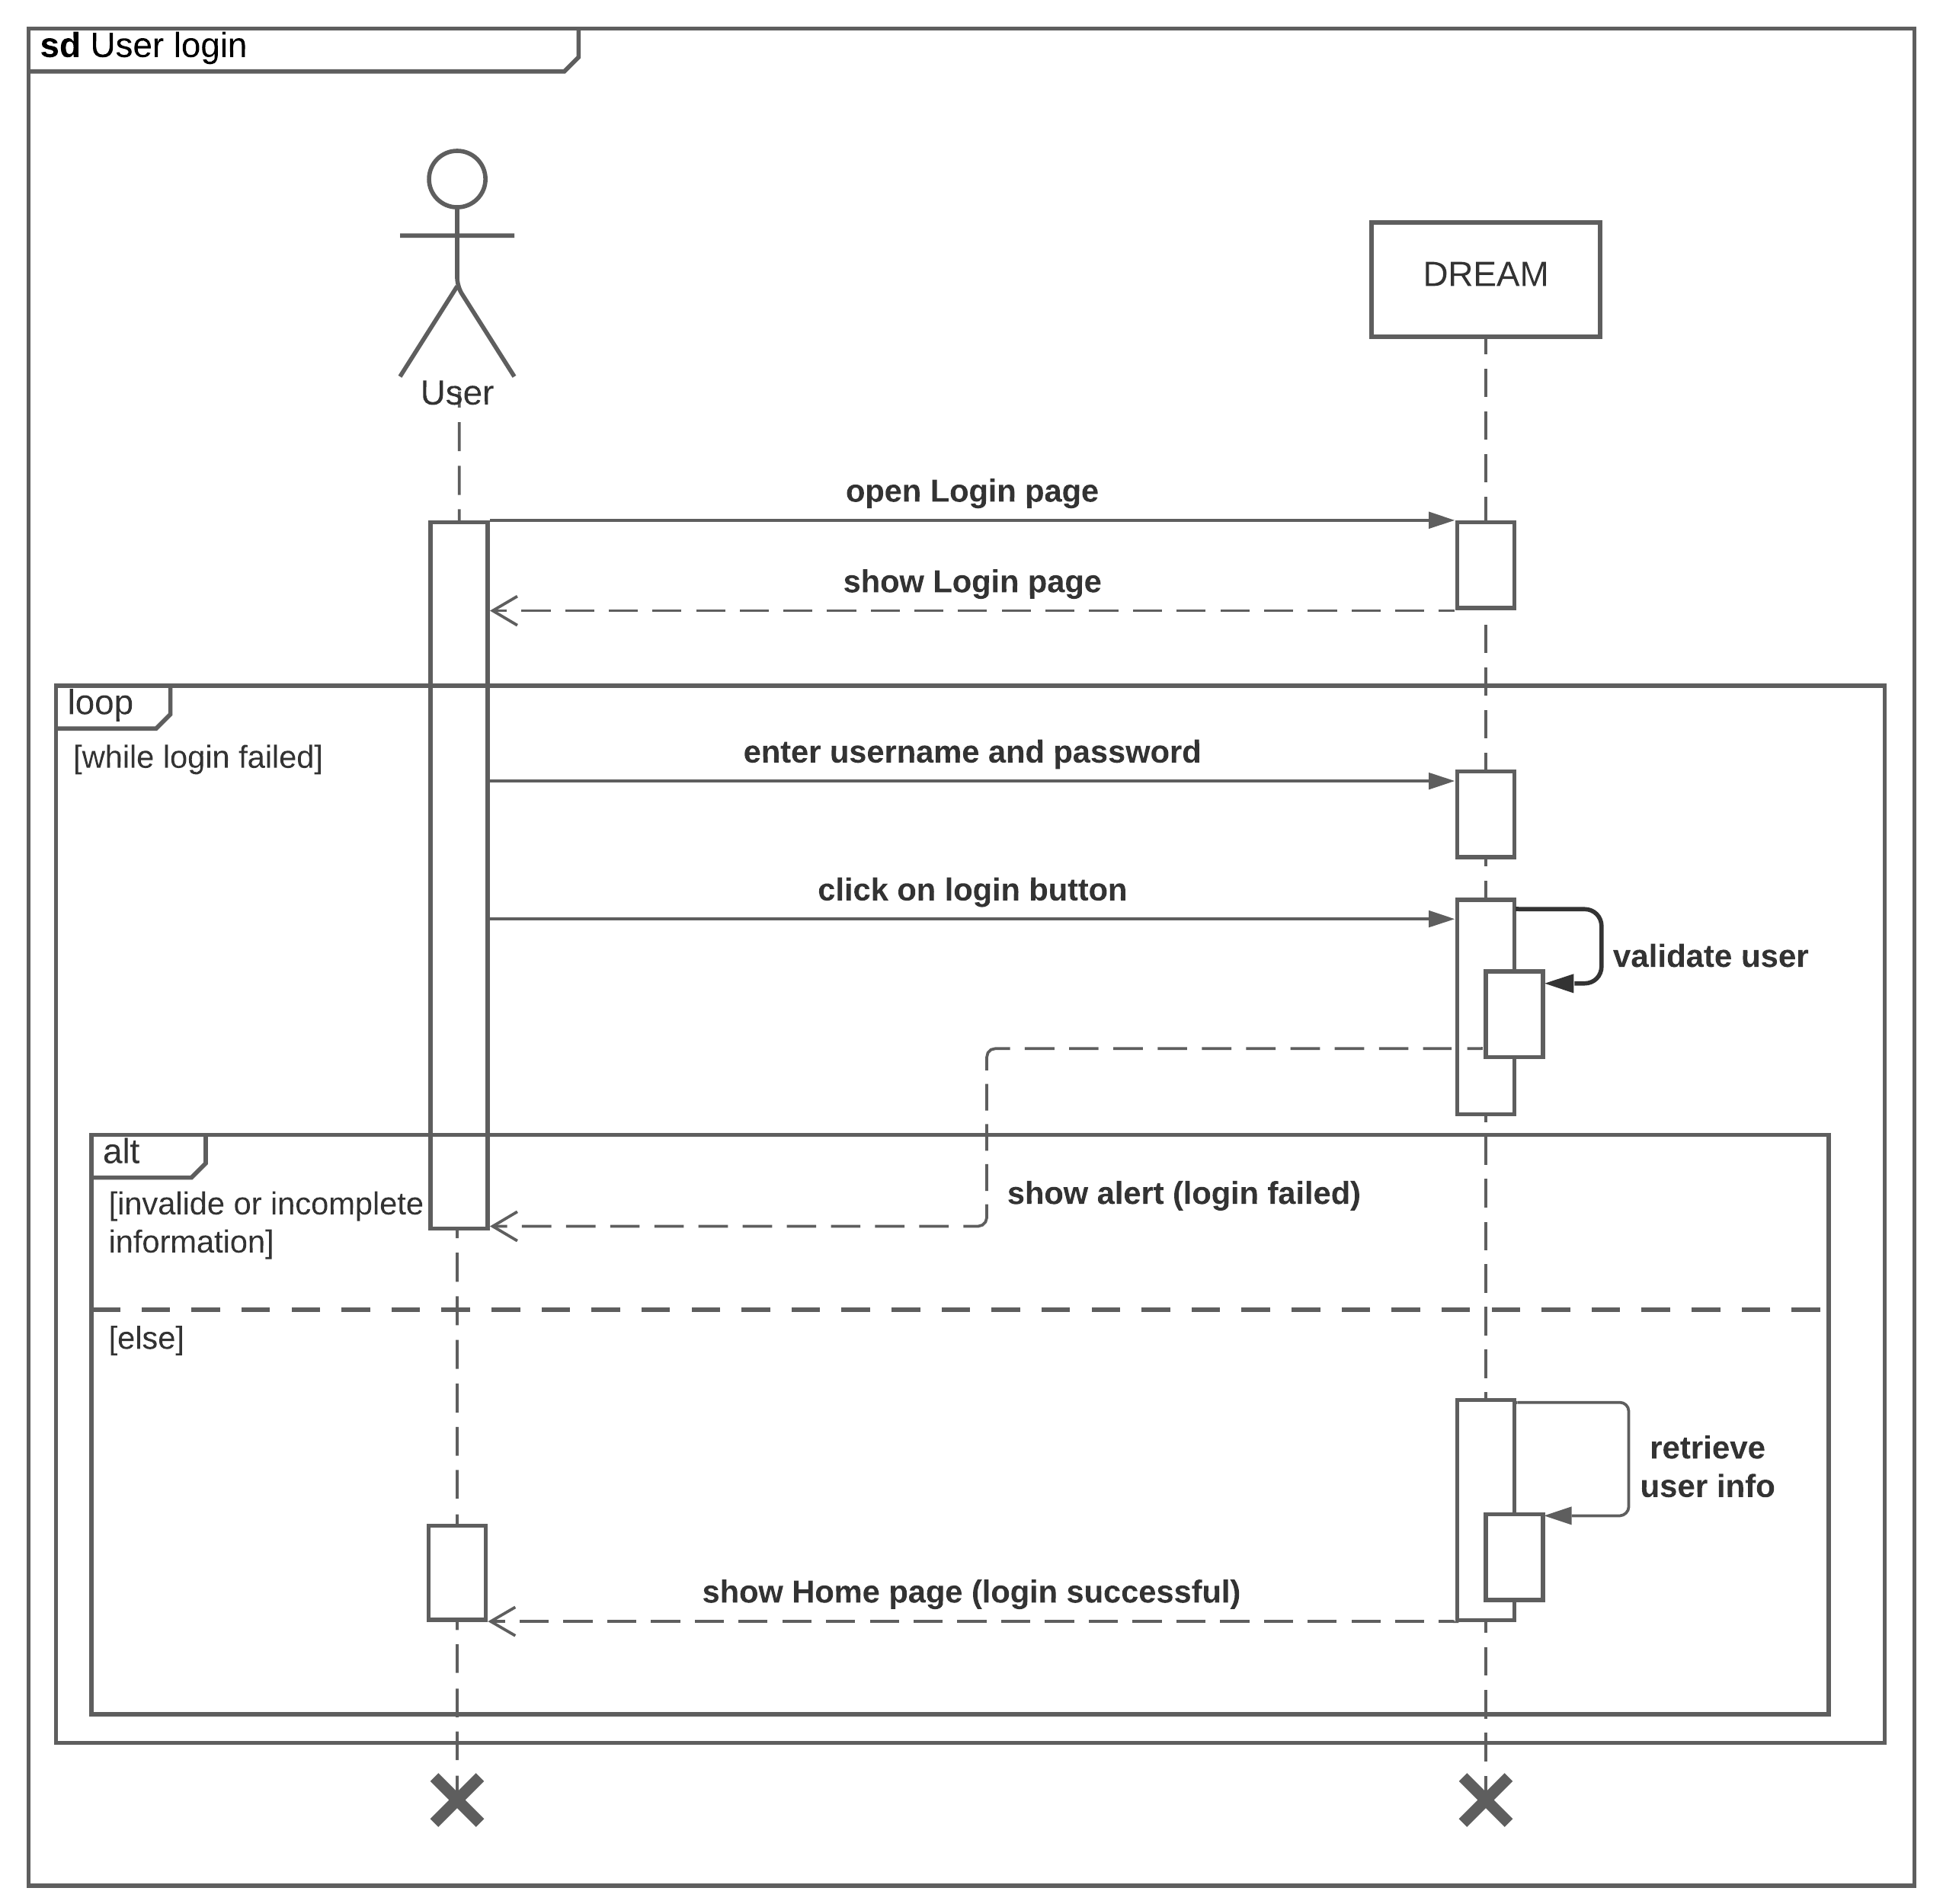 sd User login
User
DREAM
open Login page
show Login page
loop
[while login failed]
enter username and password
click on login button
validate user
alt
[invalide or incomplete
information]
show alert (login failed)
[else]
retrieve
user info
show Home page (login successful)